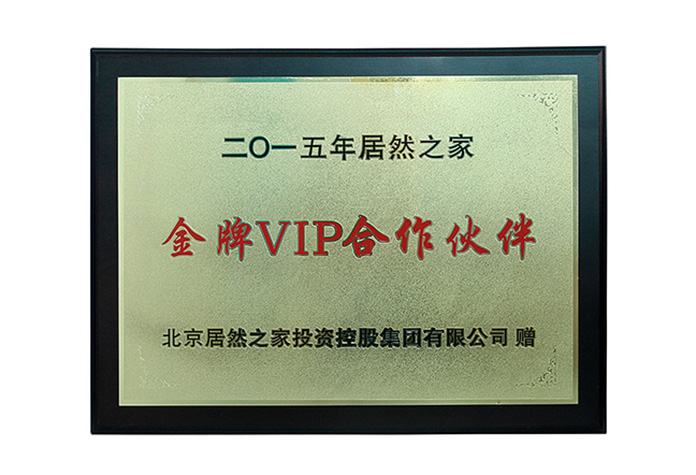 二〇一五年居然之家
金牌VIP合作伙伴
北京居然之家投资控股集团有限公司 赠